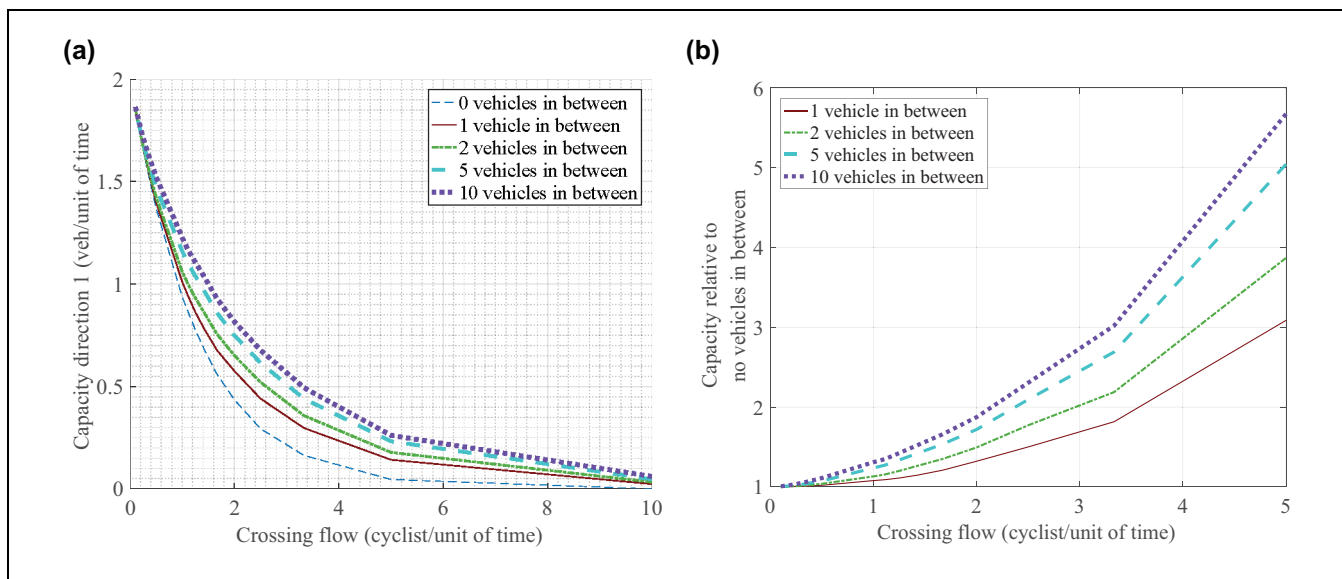 (a)
2
1.5
1
0.5
0
0
2
4
6
8
10
Capacity direction 1 (veh/unit of time
Crossing flow (cyclist/unit of time)
0 vehicles in between
1 vehicle in between
2 vehicles in between
5 vehicles in between
10 vehicles in between
(b)
6
5
4
3
2
1
0
1
2
3
4
5
Capacity relative to
no vehicles in between
Crossing flow (cyclist/unit of time)
1 vehicle in between
2 vehicles in between
5 vehicles in between
10 vehicles in between